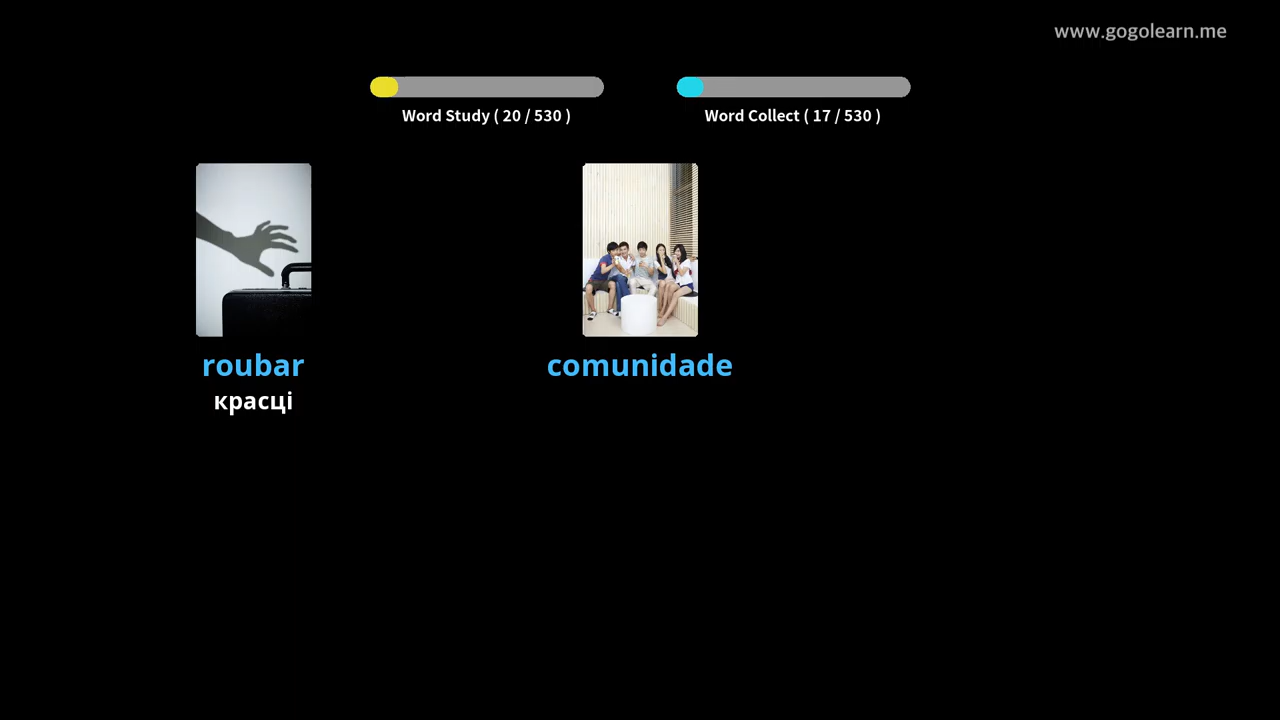 www.gogolearn.me
Word Study ( 20 / 530 )
Word Collect ( 17 / 530 )
roubar
красці
comunidade